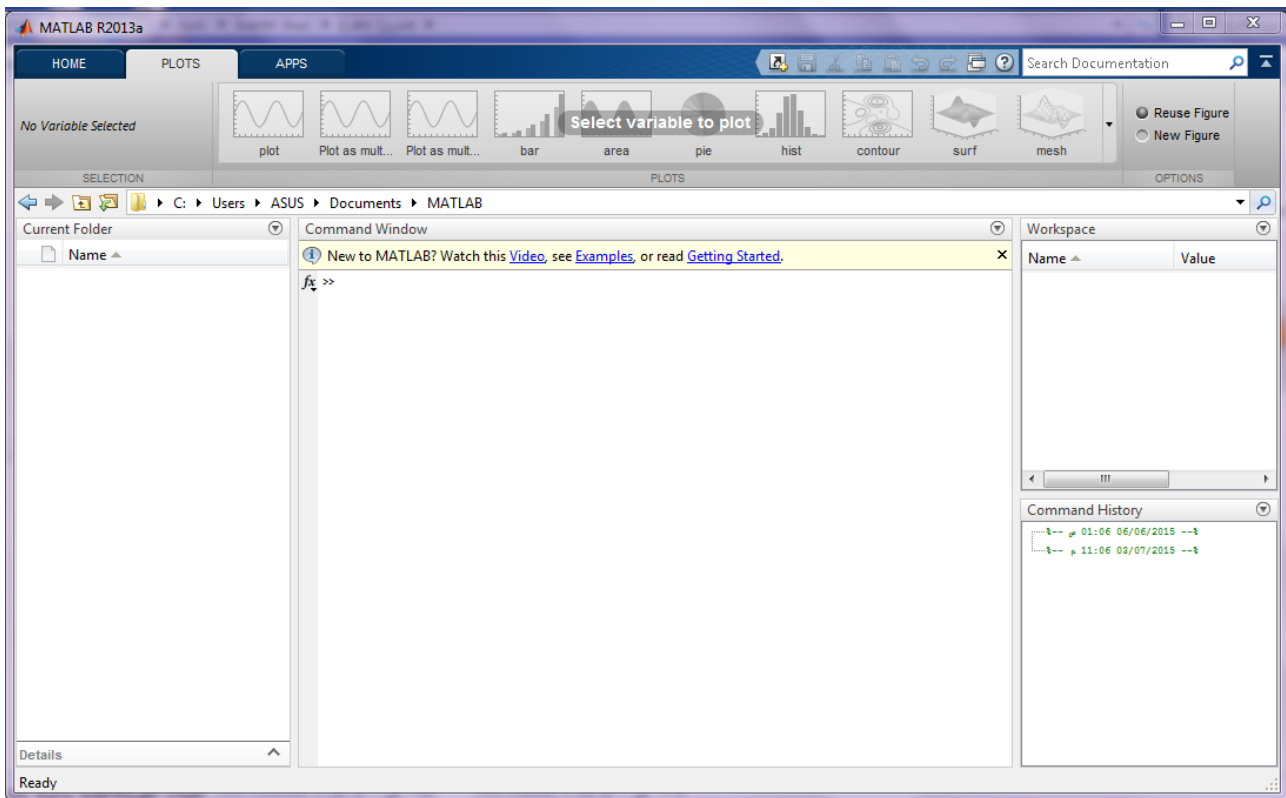 MATLAB R2013a
HOME PLOTS APPS
Search Documentation
No Variable Selected
Select variable to plot
plot Plot as mult... Plot as mult... bar area pie hist contour surf mesh
Reuse Figure
New Figure
SELECTION PLOTS OPTIONS
C: Users ASUS Documents MATLAB
Current Folder
Name
Command Window
New to MATLAB? Watch this Video, see Examples, or read Getting Started.
fx >>
Workspace
Name Value
Command History
%-- ص 01:06 06/06/2015 --%
%-- م 11:06 03/07/2015 --%
Details
Ready